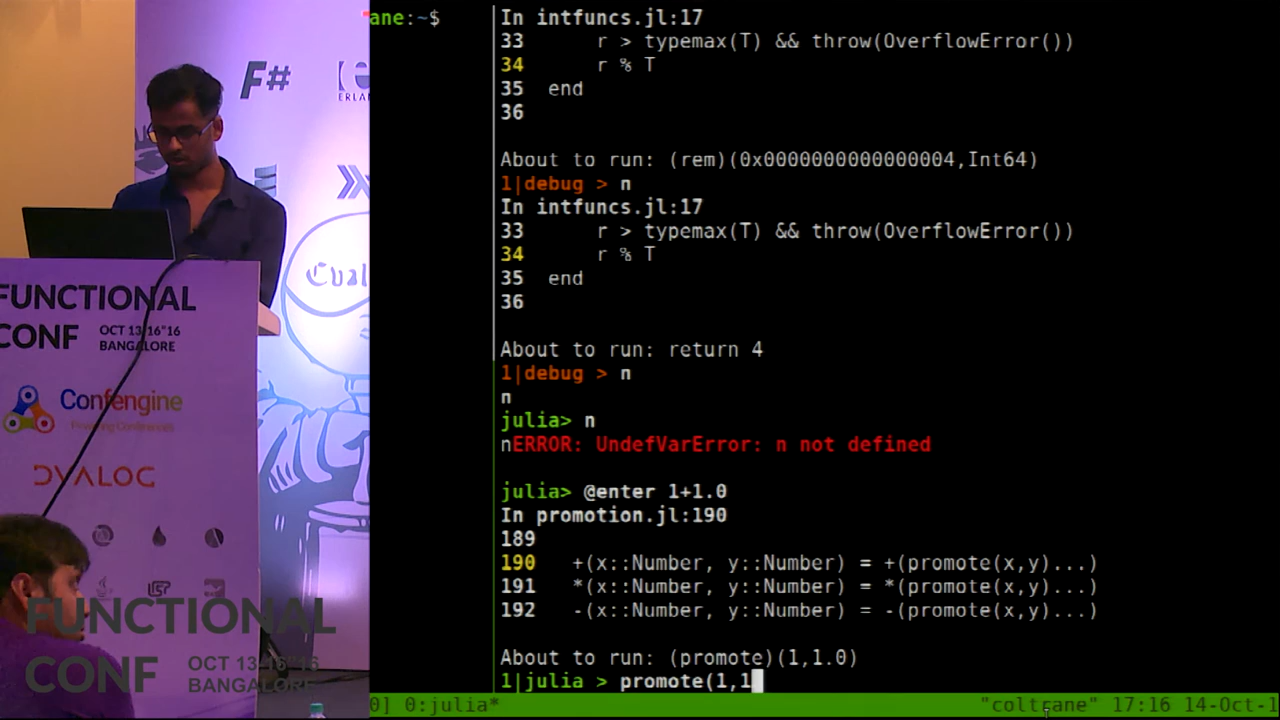 ane:~$
In intfuncs.jl:17
33 r > typemax(T) && throw(OverflowError())
34 r % T
35 end
36
About to run: (rem)(0x0000000000000004,Int64)
1|debug > n
In intfuncs.jl:17
33 r > typemax(T) && throw(OverflowError())
34 r % T
35 end
36
About to run: return 4
1|debug > n
n
julia> n
nERROR: UndefVarError: n not defined
julia> @enter 1+1.0
In promotion.jl:190
189
190 +(x::Number, y::Number) = +(promote(x,y)...)
191 *(x::Number, y::Number) = *(promote(x,y)...)
192 -(x::Number, y::Number) = -(promote(x,y)...)
About to run: (promote)(1,1.0)
1|julia > promote(1,1
0] 0:julia* "coltrane" 17:16 14-Oct-1
F#
ERLAN
FUNCTIONAL
CONF OCT 13-16"16
BANGALORE
Confengine
Powering Conferences
DYALOG
FUNCTIONAL
CONF OCT 13-16"16
BANGALORE